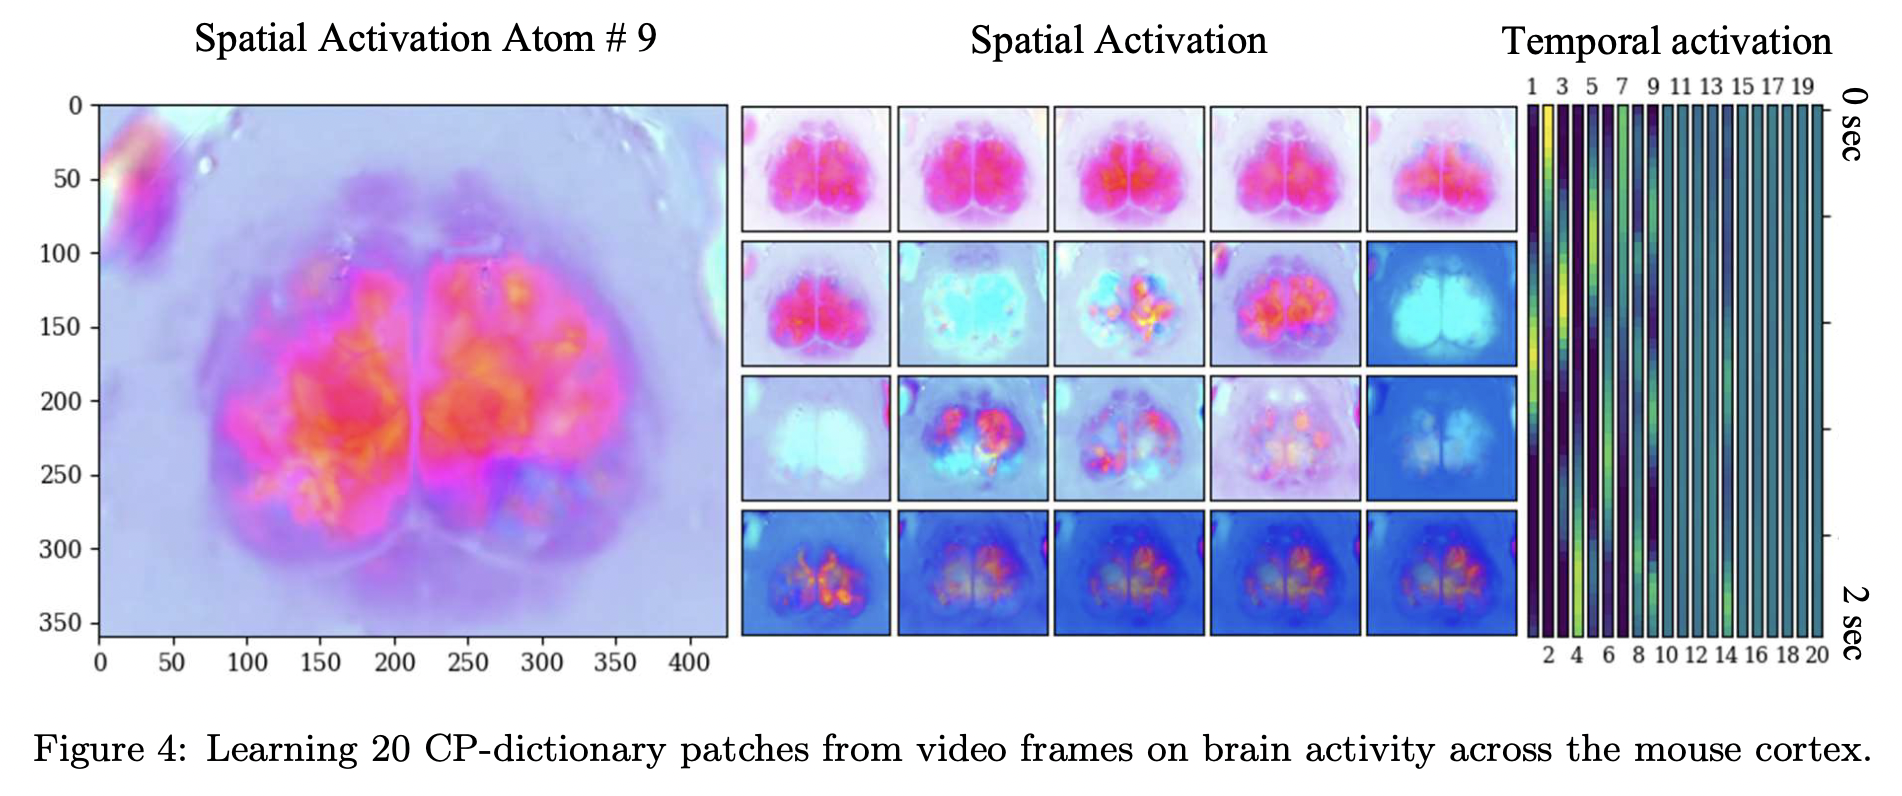 Spatial Activation Atom # 9
Spatial Activation
Temporal activation
1 3 5 7 9 11 13 15 17 19
0 sec
0
50
100
150
200
250
300
350
0 50 100 150 200 250 300 350 400
2 4 6 8 10 12 14 16 18 20
2 sec
Figure 4: Learning 20 CP-dictionary patches from video frames on brain activity across the mouse cortex.